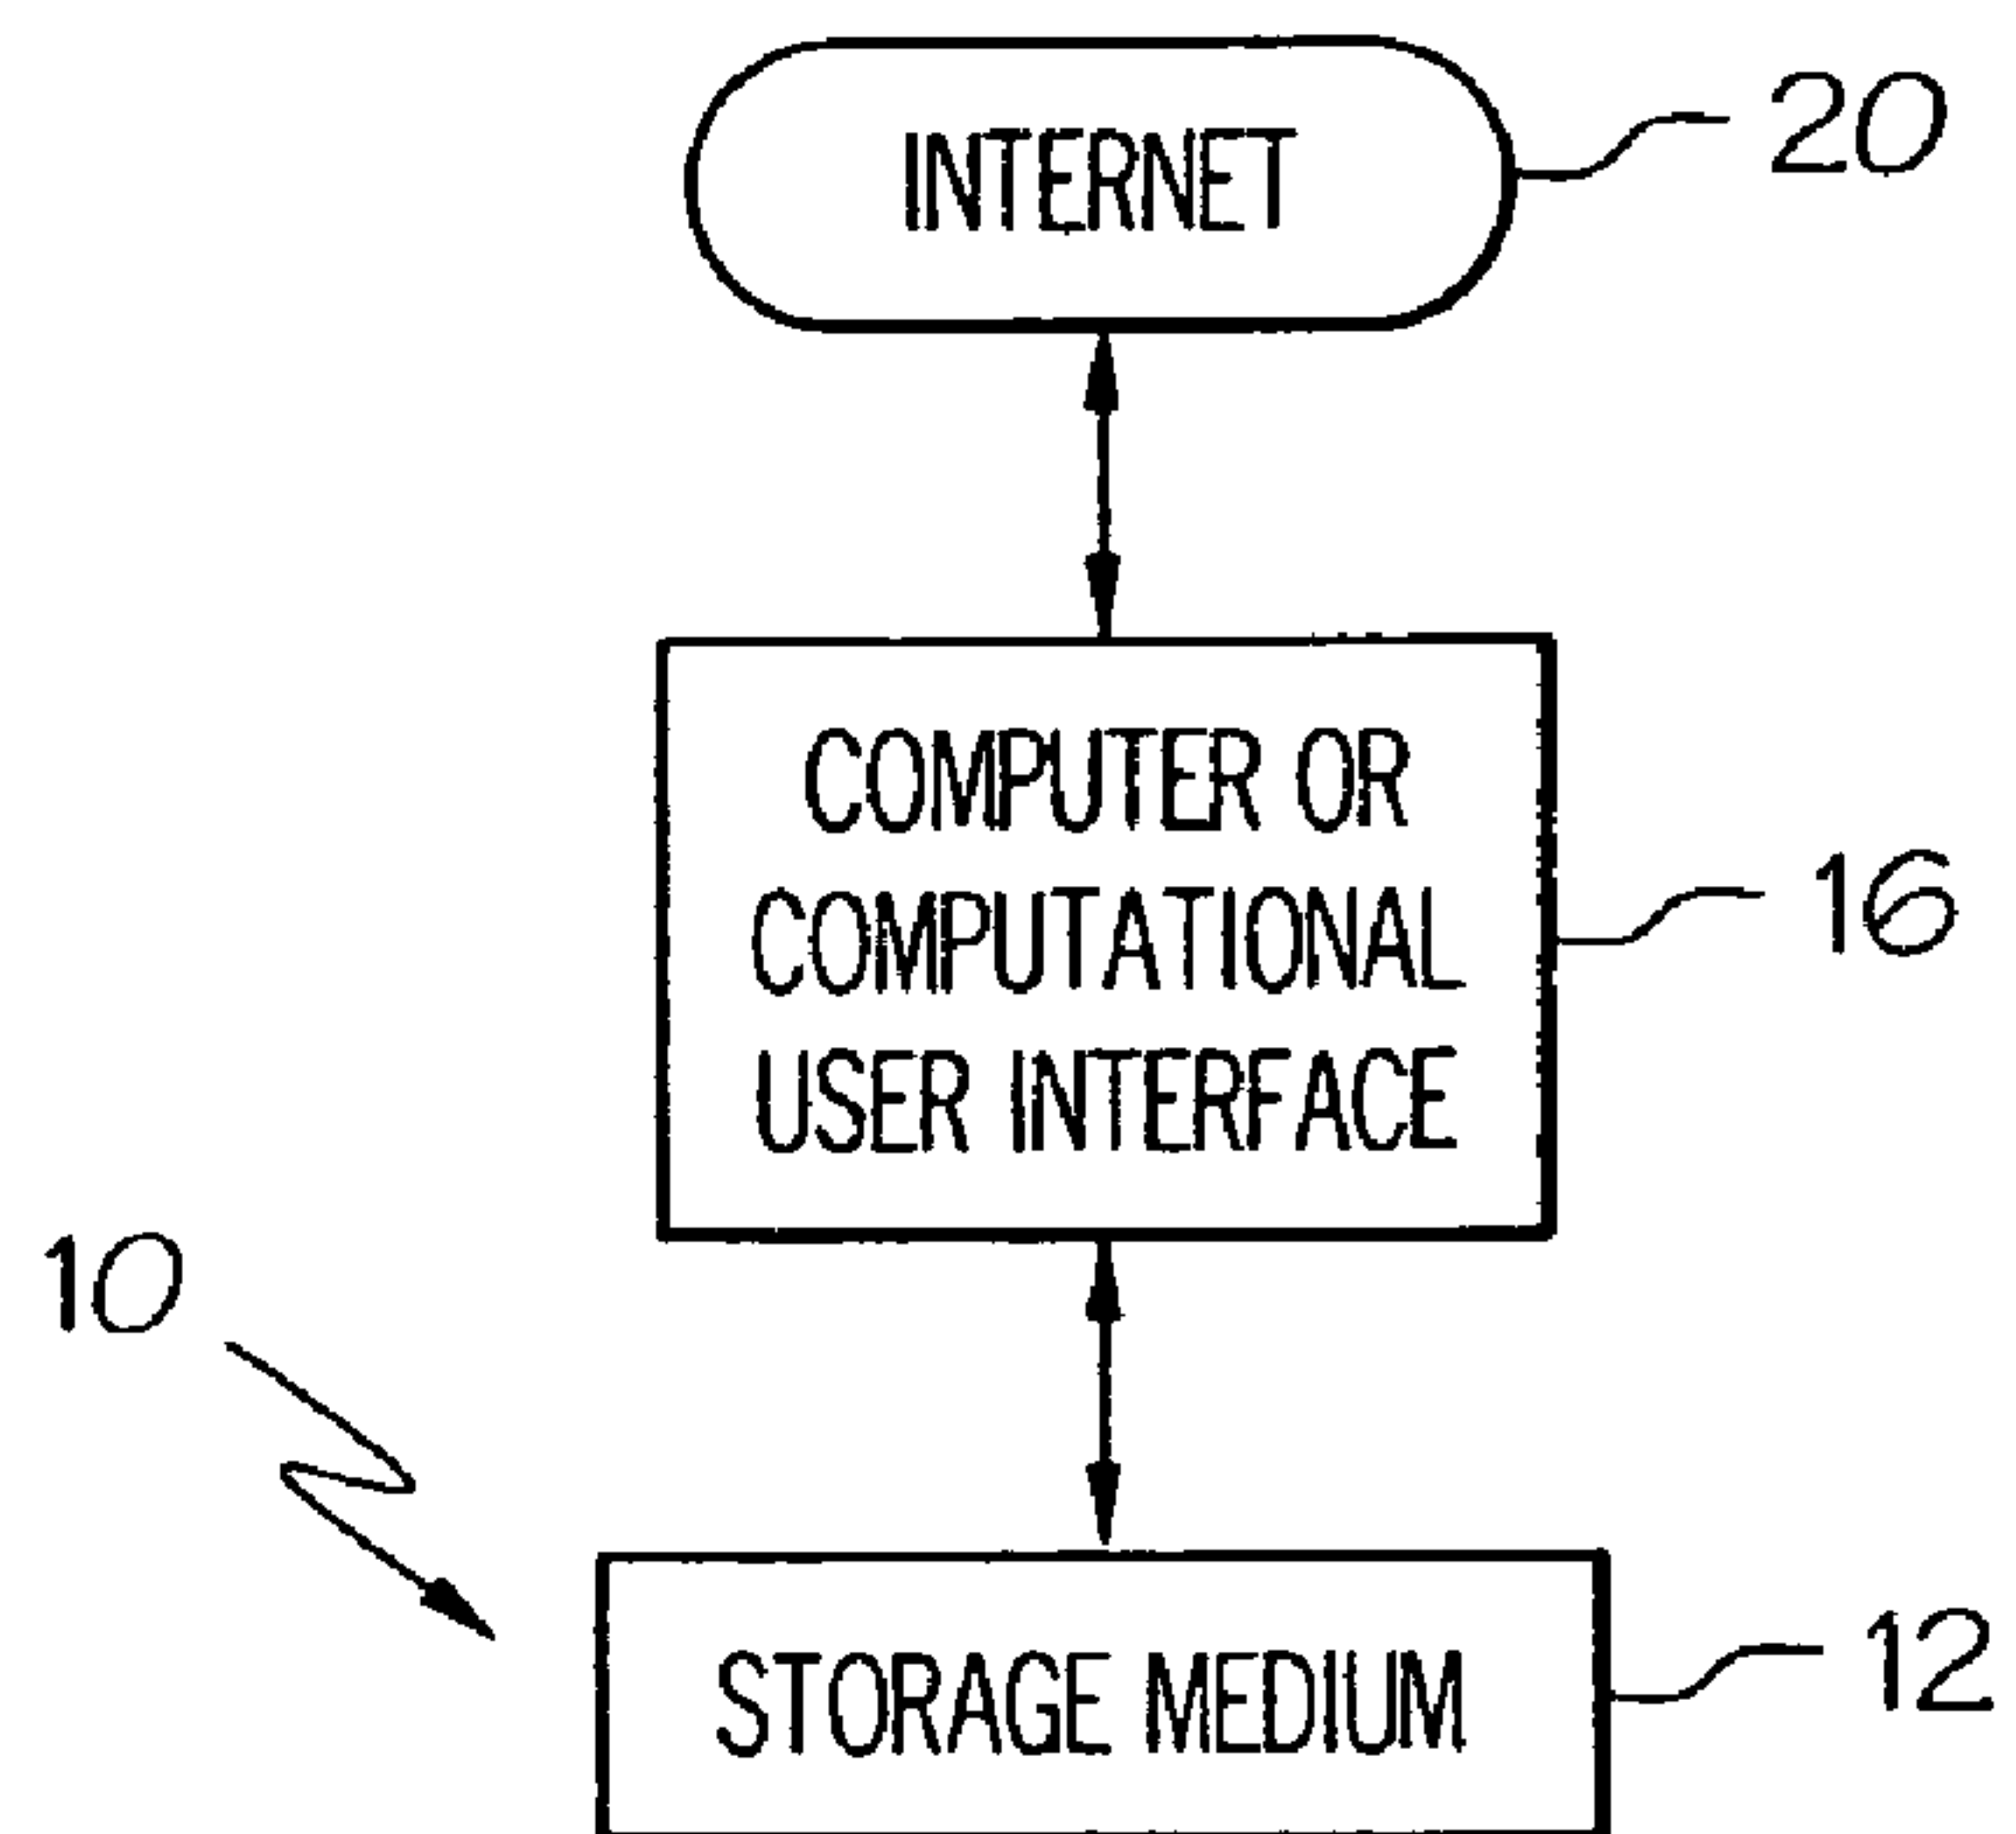 INTERNET
20
COMPUTER OR
COMPUTATIONAL
USER INTERFACE
16
10
STORAGE MEDIUM
12